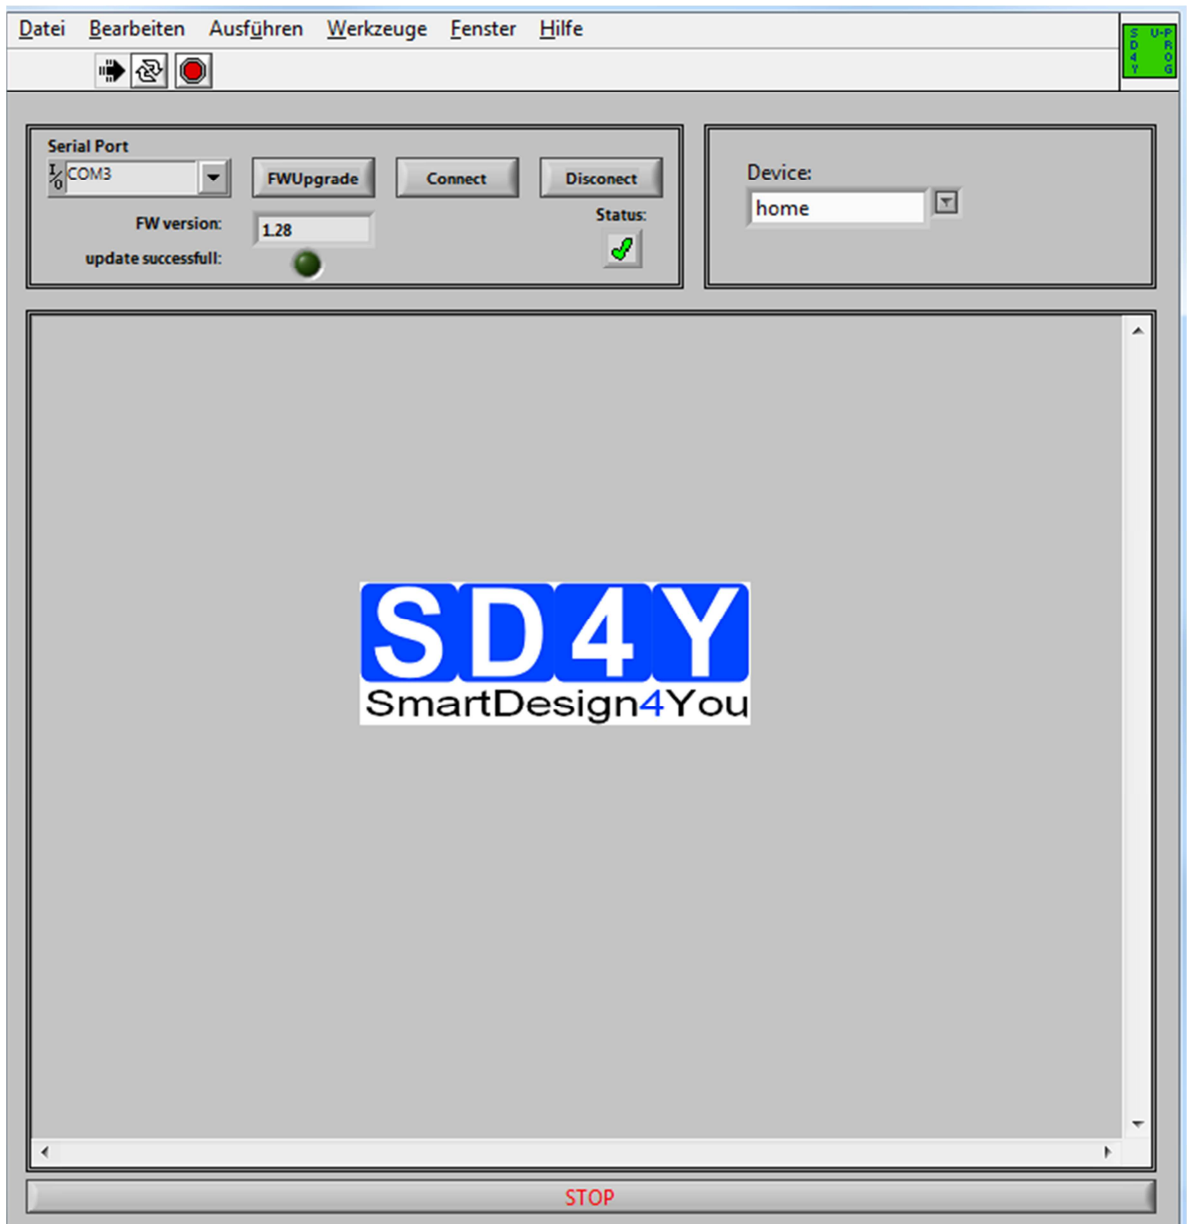 Datei Bearbeiten Ausführen Werkzeuge Fenster Hilfe
S U-P
D R
4 O
Y G
Serial Port
I/O COM3
FWUpgrade
Connect
Disconect
FW version:
1.28
Status:
update successfull:
Device:
home
SD4Y
SmartDesign4You
STOP